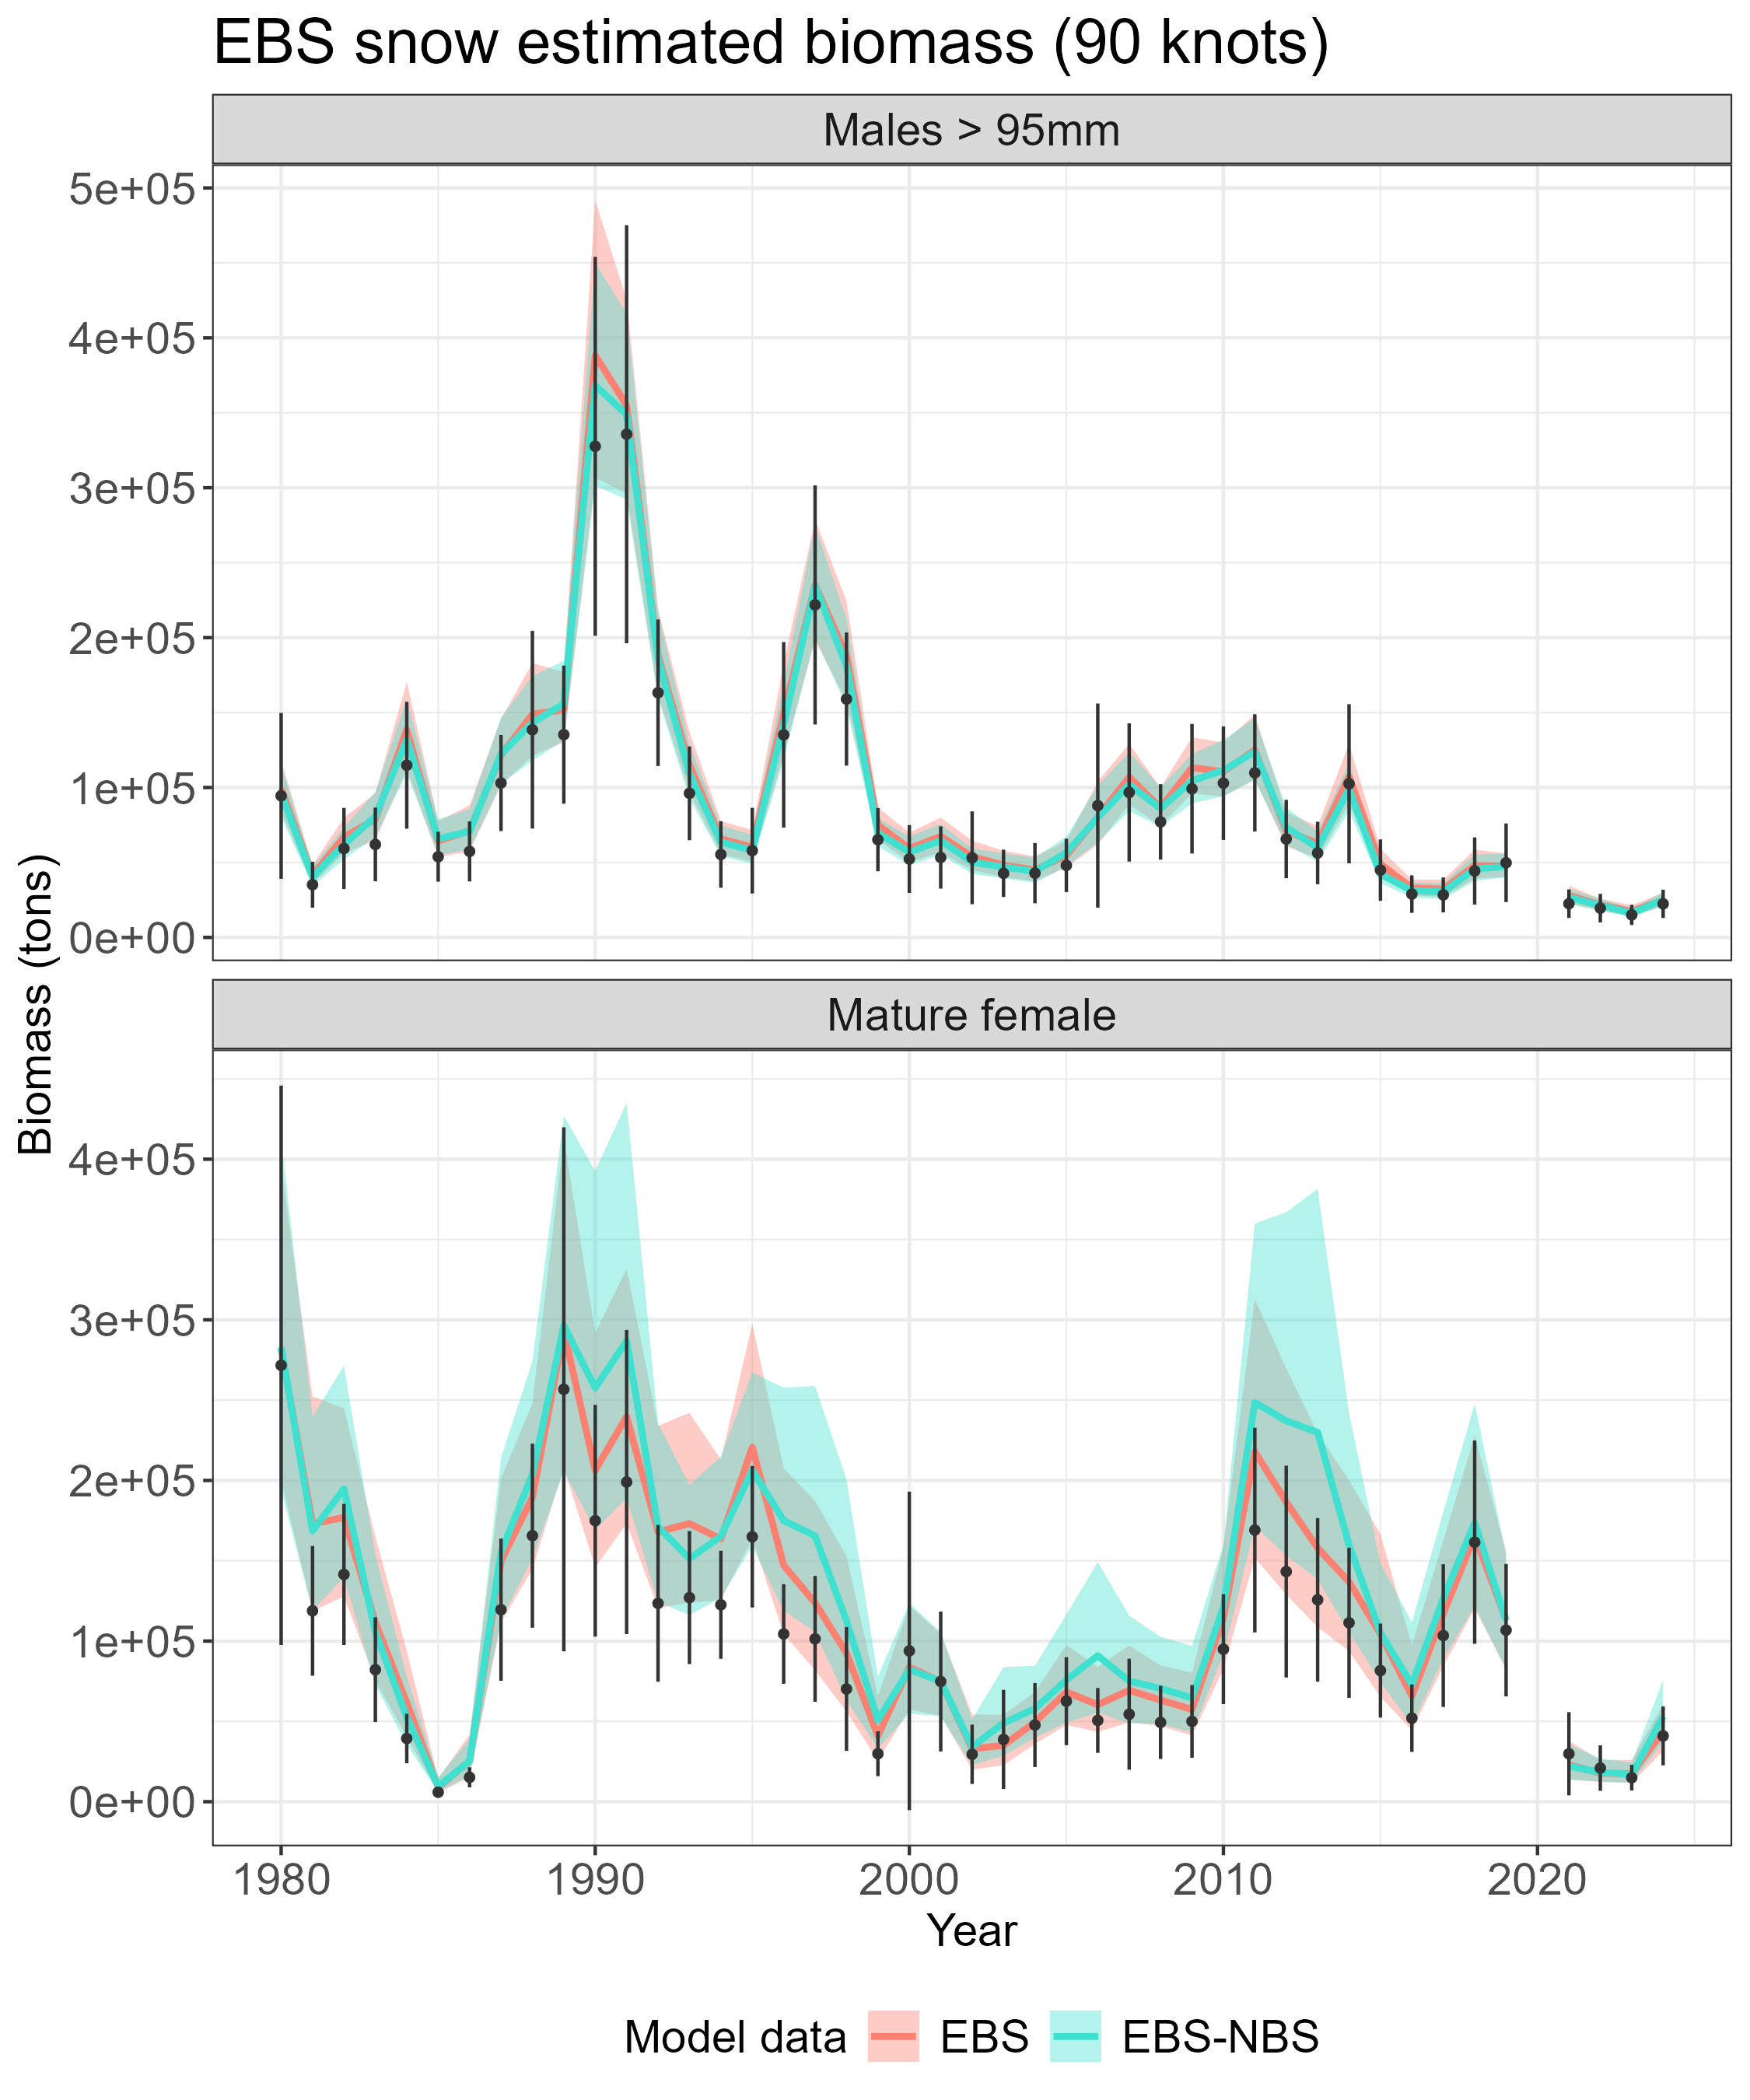 EBS snow estimated biomass (90 knots)
Males > 95mm
5e+05
4e+05
3e+05
2e+05
1e+05
0e+00
Biomass (tons)
Mature female
4e+05
3e+05
2e+05
1e+05
0e+00
1980 1990 2000 2010 2020
Year
Model data EBS EBS-NBS